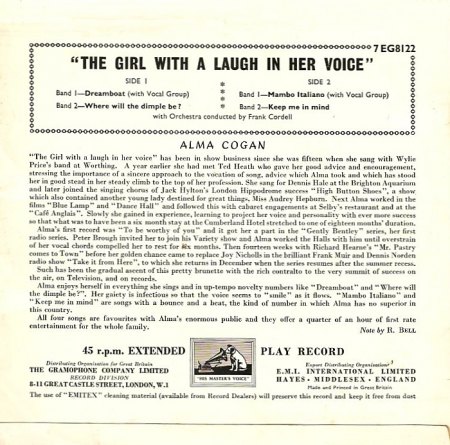 7 EG8122
"THE GIRL WITH A LAUGH IN HER VOICE"
SIDE 1
Band 1—Dreamboat (with Vocal Group)
Band 2—Where will the dimple be?
SIDE 2
Band 1—Mambo Italiano (with Vocal Group)
Band 2—Keep me in mind
with Orchestra conducted by Frank Cordell
ALMA COGAN
"The Girl with a laugh in her voice" has been in show business since she was fifteen when she sang with Wylie
Price's band at Worthing. A year earlier she had met Ted Heath who gave her good advice and encouragement,
stressing the importance of a sincere approach to the vocation of song, advice which Alma took and which has stood
her in good stead in her steady climb to the top of her profession. She sang for Dennis Hale at the Brighton Aquarium
and later joined the singing chorus of Jack Hylton's London Hippodrome success "High Button Shoes", a show
which also contained another young lady destined for great things, Miss Audrey Hepburn. Next Alma worked in the
films "Blue Lamp" and "Dance Hall" and followed this with cabaret engagements at Selby's restaurant and at the
"Café Anglais". Slowly she gained in experience, learning to project her voice and personality with ever more success
so that what was to have been a six month stay at the Cumberland Hotel stretched to one of eighteen months' duration.
Alma's first record was "To be worthy of you" and it got her a part in the "Gently Bentley" series, her first
radio series. Peter Brough invited her to join his Variety show and Alma worked the Halls with him until overstrain
of her vocal chords compelled her to rest for six months. Then fourteen weeks with Richard Hearne's "Mr. Pastry
comes to Town" before her golden chance came to replace Joy Nicholls in the brilliant Frank Muir and Dennis Norden
radio show "Take it from Here", to which she returns in December when the series resumes after the summer recess.
Such has been the gradual ascent of this pretty brunette with the rich contralto to the very summit of success on
the air, on Television, and on records.
Alma enjoys herself in everything she sings and in up-tempo novelty numbers like "Dreamboat" and "Where will
the dimple be?", Her gaiety is infectious so that the voice seems to "smile" as it flows. "Mambo Italiano" and
"Keep me in mind" are songs with a bounce and a beat, the kind of number in which Alma has no superior in
this country.
All four songs are favourites with Alma's enormous public and they offer a quarter of an hour of first rate
entertainment for the whole family.
Note by R. BELL
45 r.p.m. EXTENDED PLAY RECORD
Distributing Organisation for Great Britain
THE GRAMOPHONE COMPANY LIMITED
RECORD DIVISION
8-11 GREAT CASTLE STREET, LONDON, W.1
"HIS MASTER'S VOICE"
Export Distributing Organisation:
E.M.I. INTERNATIONAL LIMITED
HAYES · MIDDLESEX · ENGLAND
Made and Printed in Great Britain
The use of "EMITEX" cleaning material (available from Record Dealers) will preserve this record and keep it free from dust